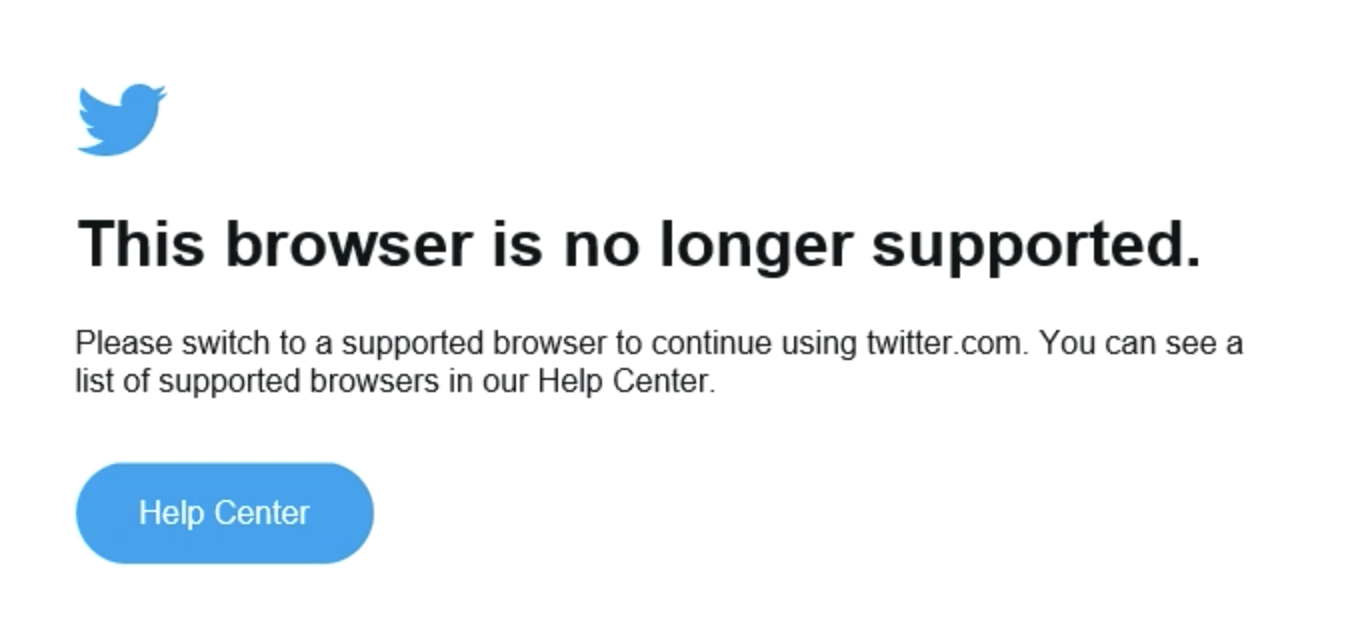 This browser is no longer supported.
Please switch to a supported browser to continue using twitter.com. You can see a
list of supported browsers in our Help Center.
Help Center